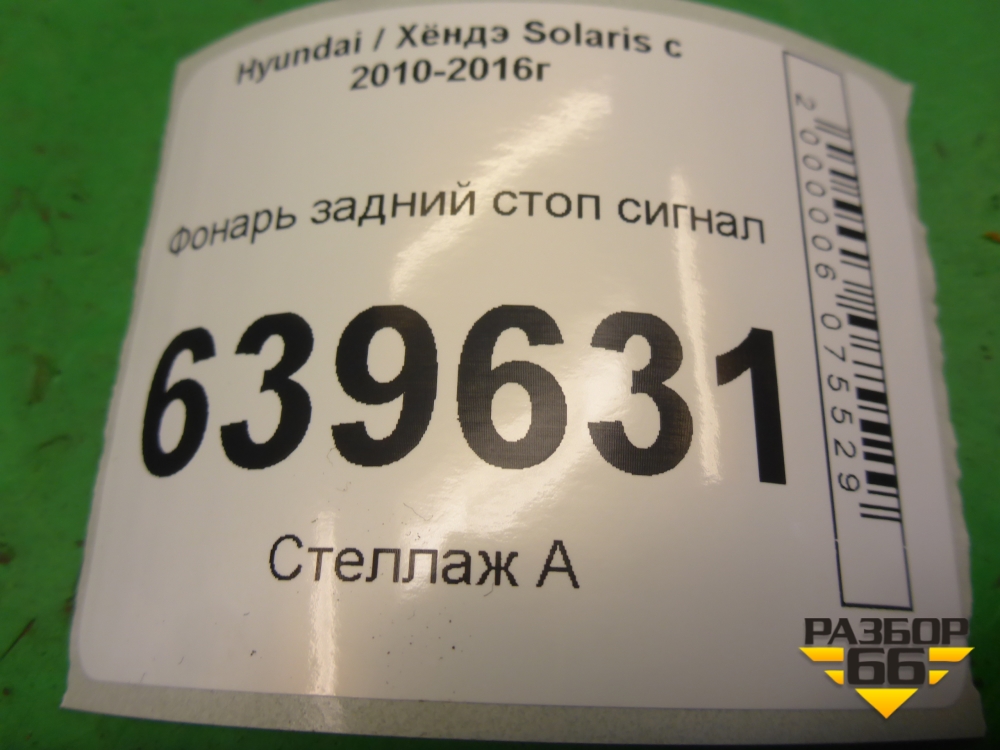 Hyundai / Хёндэ Solaris с
2010-2016г
Фонарь задний стоп сигнал
639631
Стеллаж А
2000006075529
РАЗБОР
66